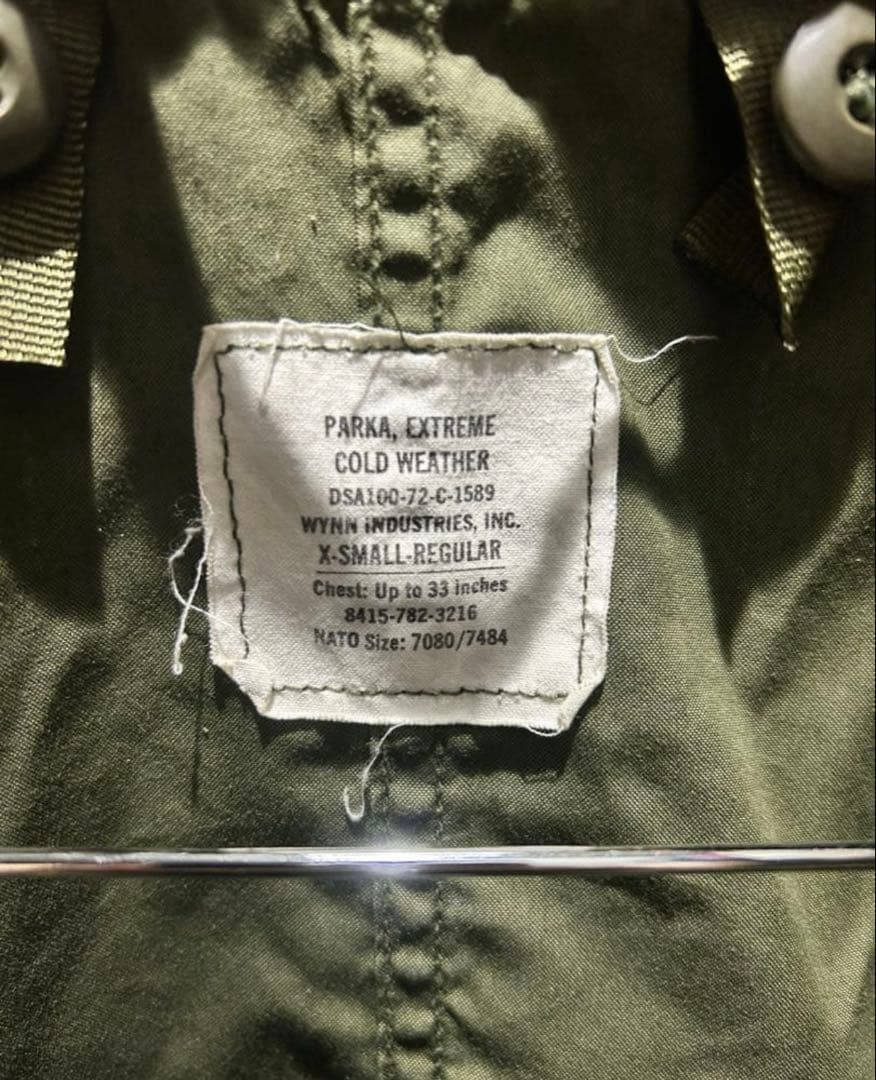 PARKA, EXTREME
COLD WEATHER
DSA100-72-C-1589
WYNN INDUSTRIES, INC.
X-SMALL-REGULAR
Chest: Up to 33 inches
8415-782-3216
NATO Size: 7080/7484